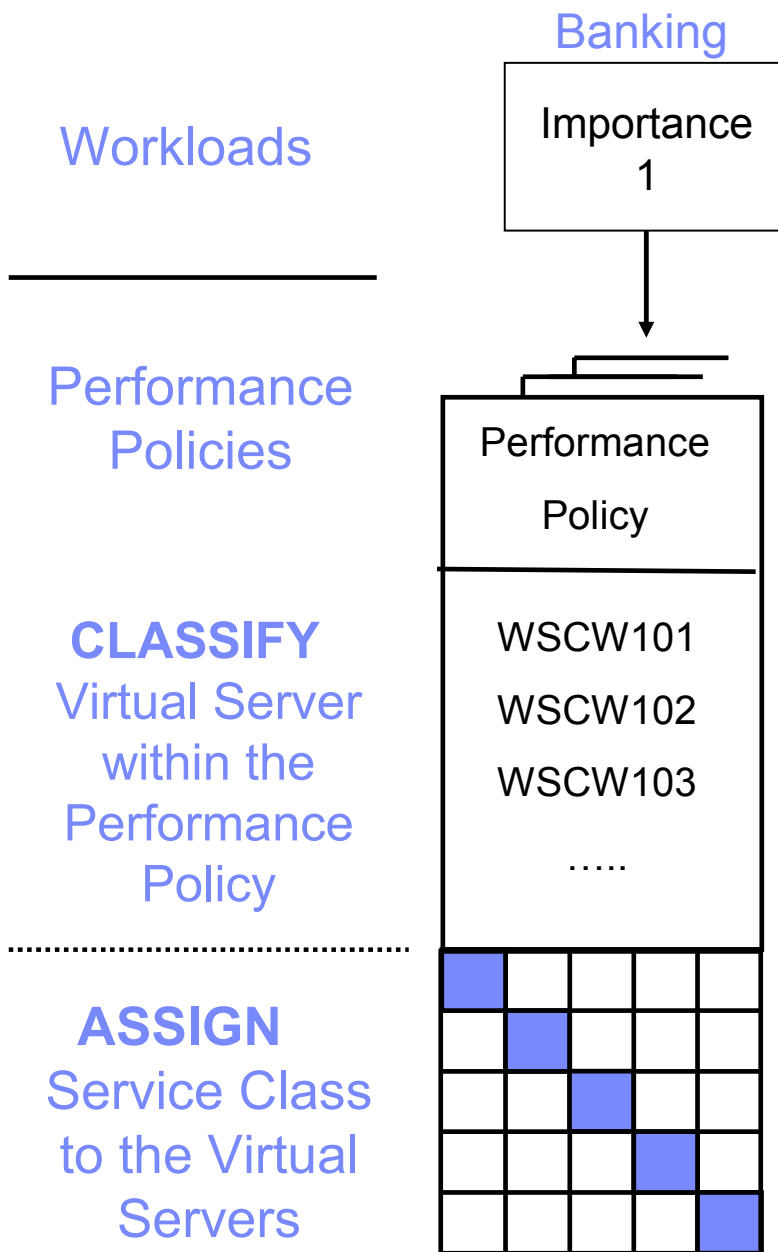 Banking
Workloads
Importance
1
Performance
Policies
Performance
Policy
CLASSIFY
Virtual Server
within the
Performance
Policy
WSCW101
WSCW102
WSCW103
…..
ASSIGN
Service Class
to the Virtual
Servers